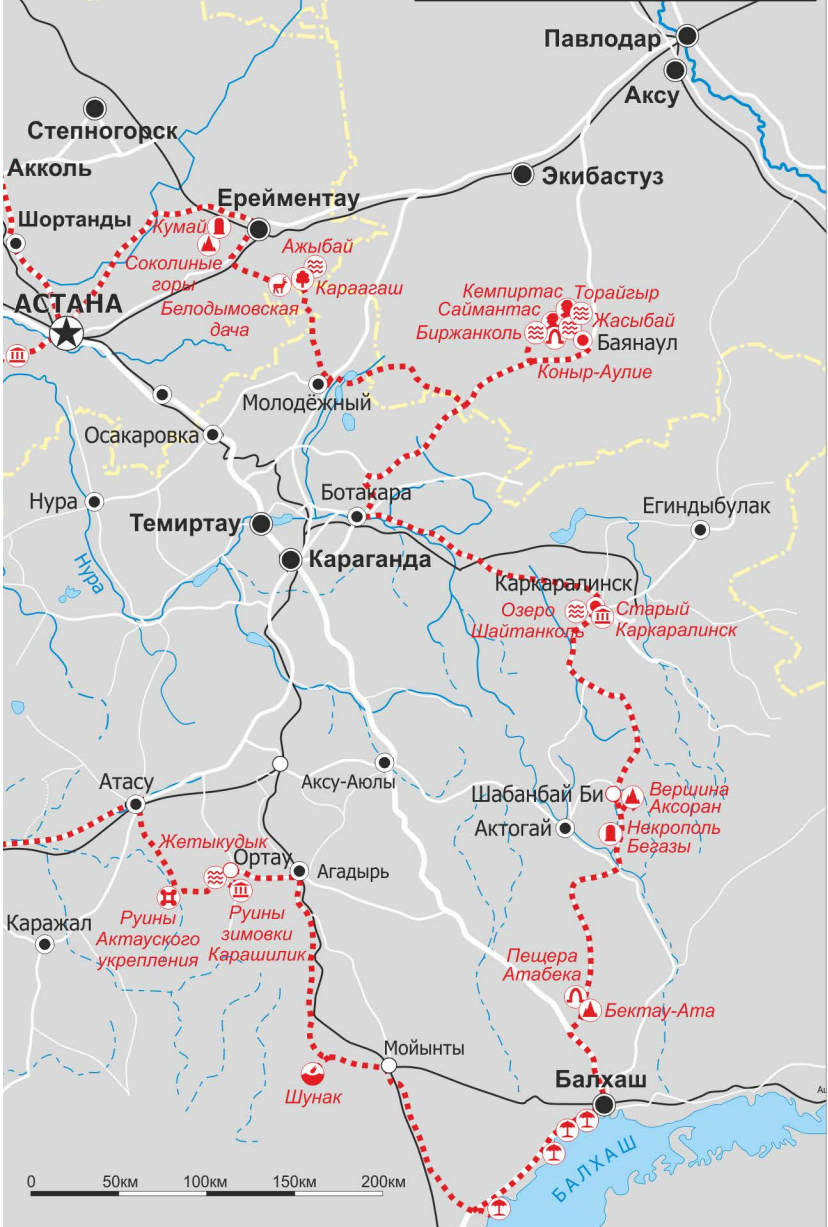 Павлодар
Аксу
Степногорск
Акколь
Экибастуз
Ерейментау
Шортанды
Кумай
Соколиные
горы
Ажыбай
Караагаш
Белодымовская
дача
АСТАНА
Кемпиртас
Торайгыр
Саймантас
Жасыбай
Биржанколь
Баянаул
Коныр-Аулие
Молодёжный
Осакаровка
Нура
Ботакара
Егиндыбулак
Темиртау
Караганда
Нура
Каркаралинск
Озеро
Шайтанколь
Старый
Каркаралинск
Атасу
Аксу-Аюлы
Шабанбай Би
Вершина
Аксоран
Актогай
Некрополь
Бегазы
Жетыкудык
Ортау
Агадырь
Каражал
Руины
Актауского
укрепления
Руины
зимовки
Карашилик
Пещера
Атабека
Бектау-Ата
Мойынты
Шунак
Балхаш
БАЛХАШ
0 50км 100км 150км 200км